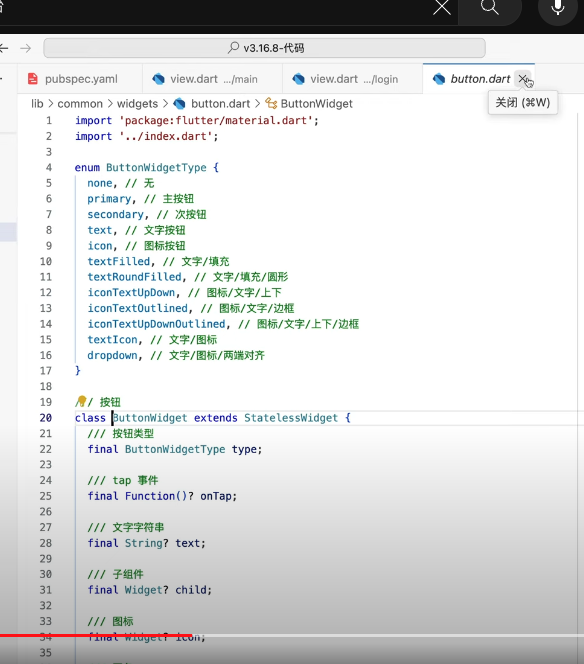 v3.16.8-代码
pubspec.yaml view.dart .../main view.dart .../login button.dart
关闭 (⌘W)
lib > common > widgets > button.dart > ButtonWidget
1 import 'package:flutter/material.dart';
2 import '../index.dart';
3
4 enum ButtonWidgetType {
5 none, // 无
6 primary, // 主按钮
7 secondary, // 次按钮
8 text, // 文字按钮
9 icon, // 图标按钮
10 textFilled, // 文字/填充
11 textRoundFilled, // 文字/填充/圆形
12 iconTextUpDown, // 图标/文字/上下
13 iconTextOutlined, // 图标/文字/边框
14 iconTextUpDownOutlined, // 图标/文字/上下/边框
15 textIcon, // 文字/图标
16 dropdown, // 文字/图标/两端对齐
17 }
18
19 /// 按钮
20 class ButtonWidget extends StatelessWidget {
21 /// 按钮类型
22 final ButtonWidgetType type;
23
24 /// tap 事件
25 final Function()? onTap;
26
27 /// 文字字符串
28 final String? text;
29
30 /// 子组件
31 final Widget? child;
32
33 /// 图标
34 final Widget? icon;
35